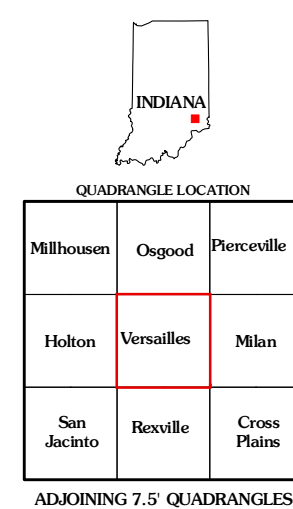 INDIANA
QUADRANGLE LOCATION
Millhousen
Osgood
Pierceville
Holton
Versailles
Milan
San
Jacinto
Rexville
Cross
Plains
ADJOINING 7.5' QUADRANGLES